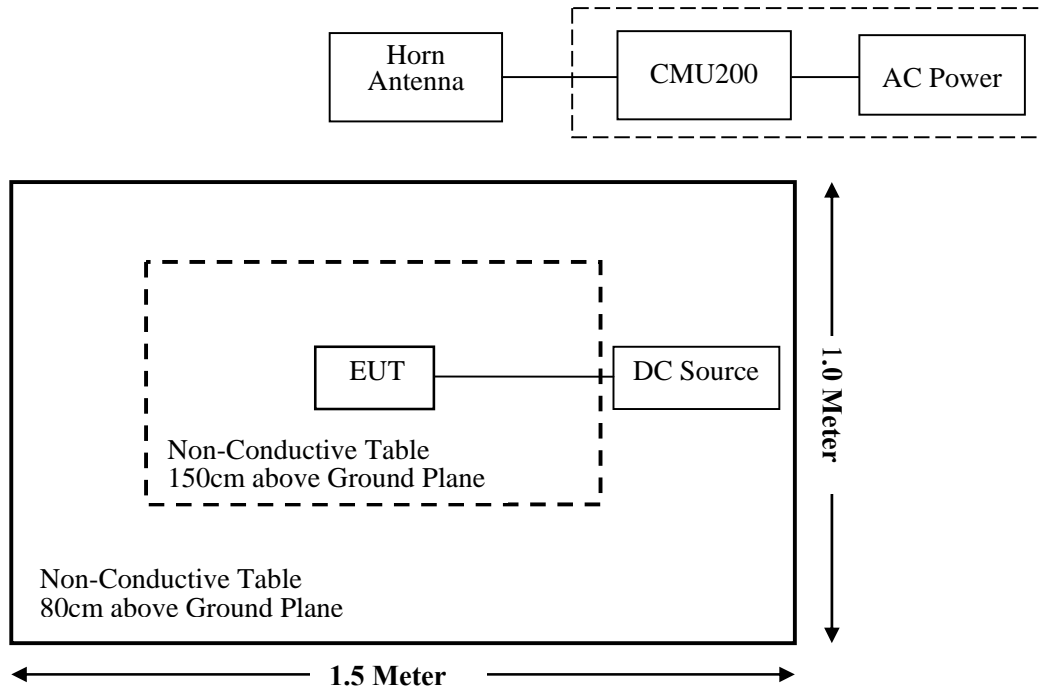 Horn
Antenna
CMU200
AC Power
EUT
DC Source
1.0 Meter
Non-Conductive Table
150cm above Ground Plane
Non-Conductive Table
80cm above Ground Plane
1.5 Meter